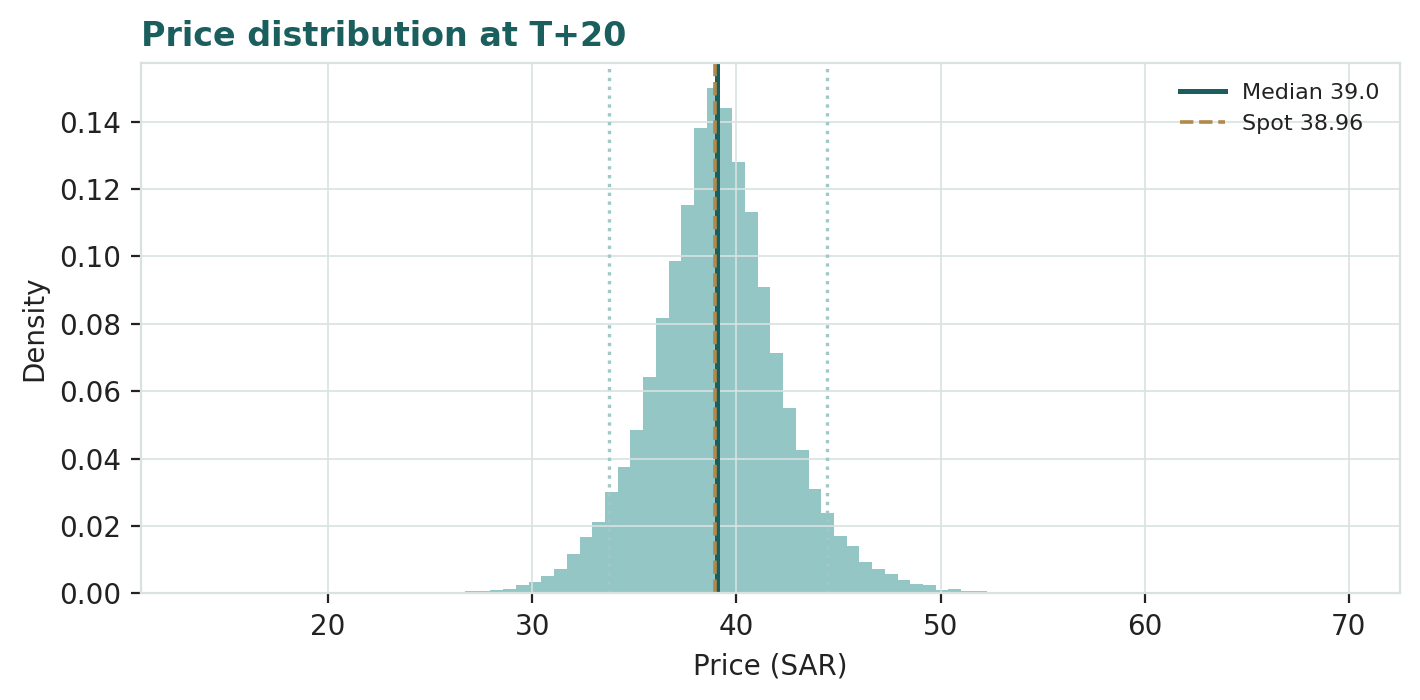 Price distribution at T+20
Median 39.0
Spot 38.96
Density
0.14
0.12
0.10
0.08
0.06
0.04
0.02
0.00
20 30 40 50 60 70
Price (SAR)